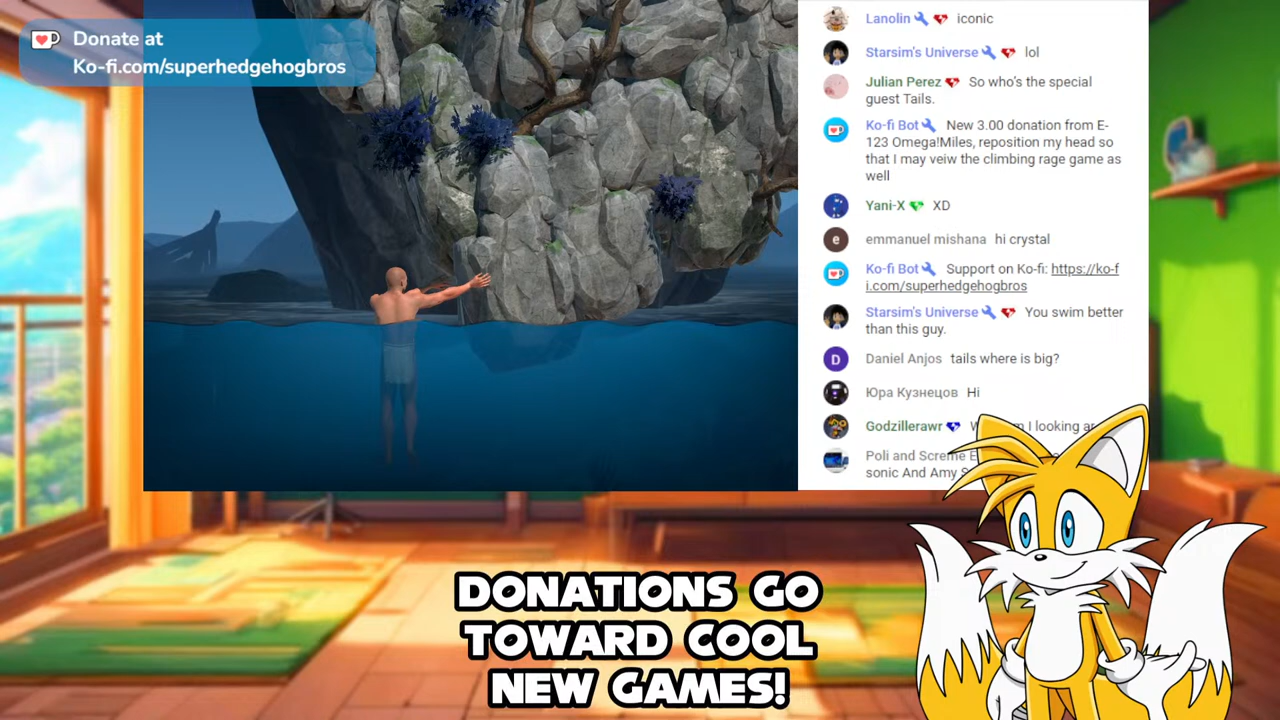 Donate at
Ko-fi.com/superhedgehogbros
Lanolin iconic
Starsim's Universe lol
Julian Perez So who's the special
guest Tails.
Ko-fi Bot New 3.00 donation from E-
123 Omega!Miles, reposition my head so
that I may veiw the climbing rage game as
well
Yani-X XD
e emmanuel mishana hi crystal
Ko-fi Bot Support on Ko-fi: https://ko-f
i.com/superhedgehogbros
Starsim's Universe You swim better
than this guy.
D Daniel Anjos tails where is big?
Юра Кузнецов Hi
Godzillerawr I looking
Poli and Screme
sonic And Amy
DONATIONS GO
TOWARD COOL
NEW GAMES!